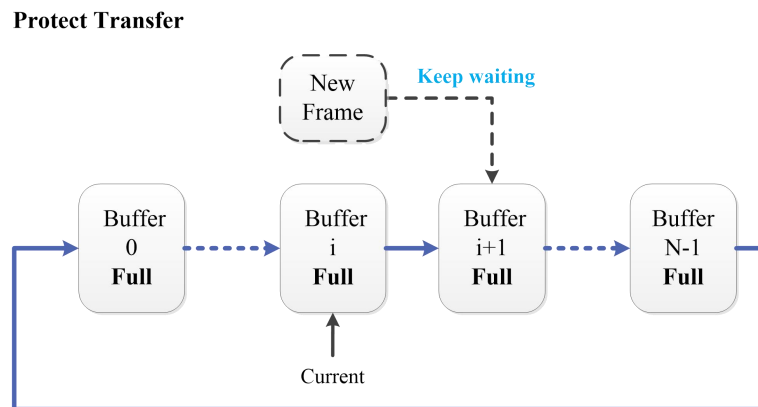 Protect Transfer
New
Frame
Keep waiting
Buffer
0
Full
Buffer
i
Full
Buffer
i+1
Full
Buffer
N-1
Full
Current